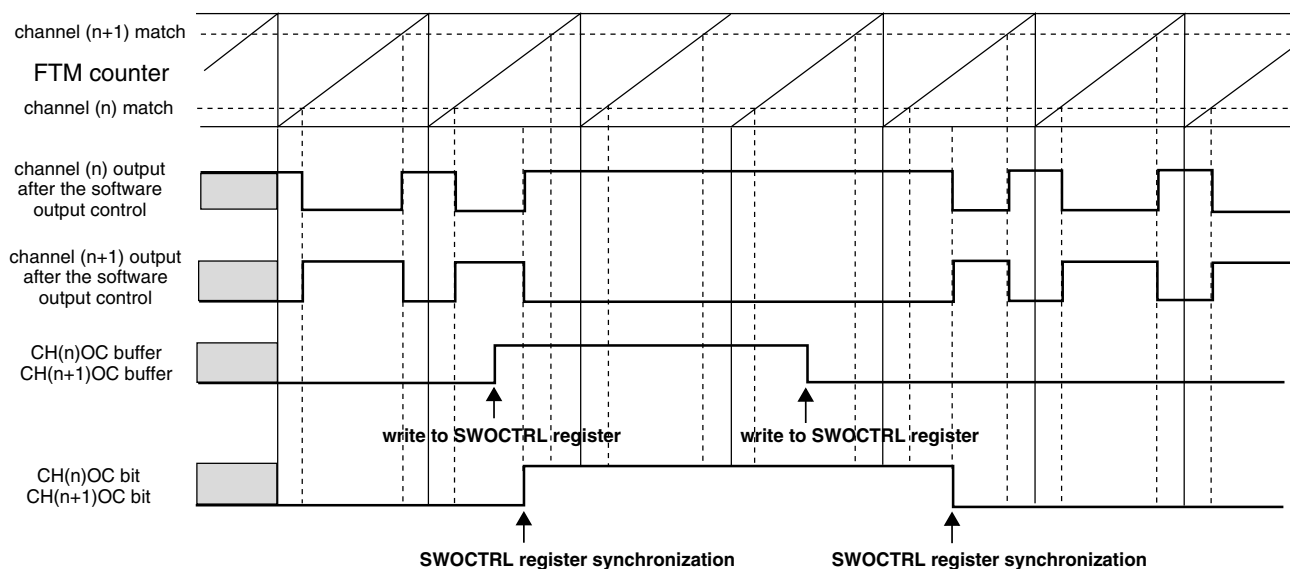 channel (n+1) match
FTM counter
channel (n) match
channel (n) output
after the software
output control
channel (n+1) output
after the software
output control
CH(n)OC buffer
CH(n+1)OC buffer
write to SWOCTRL register
write to SWOCTRL register
CH(n)OC bit
CH(n+1)OC bit
SWOCTRL register synchronization
SWOCTRL register synchronization